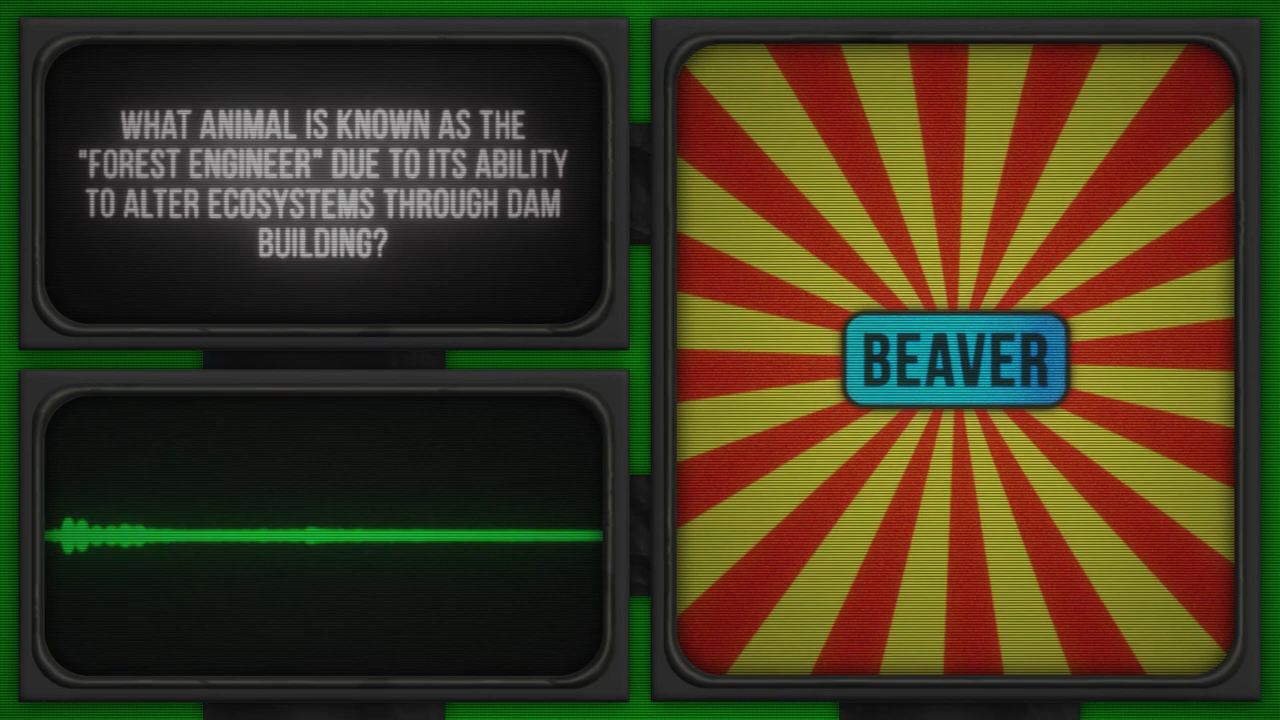 WHAT ANIMAL IS KNOWN AS THE
"FOREST ENGINEER" DUE TO ITS ABILITY
TO ALTER ECOSYSTEMS THROUGH DAM
BUILDING?
BEAVER